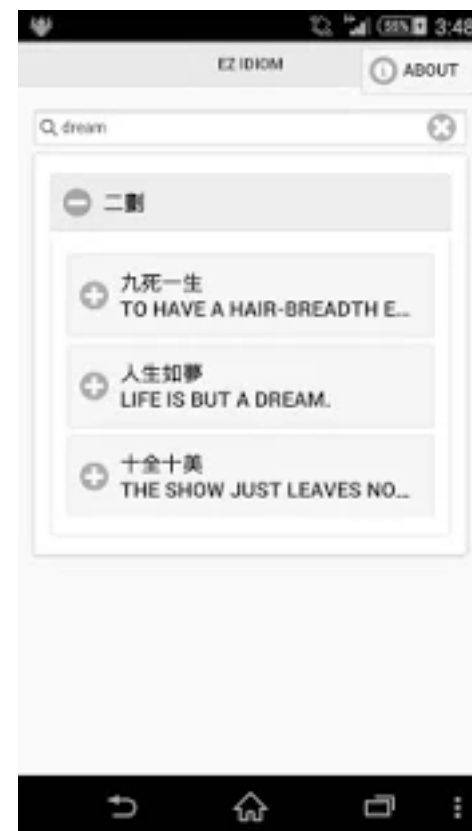 55% 3:48
EZ IDIOM
ABOUT
dream
二劃
九死一生
TO HAVE A HAIR-BREADTH E...
人生如夢
LIFE IS BUT A DREAM.
十全十美
THE SHOW JUST LEAVES NO...